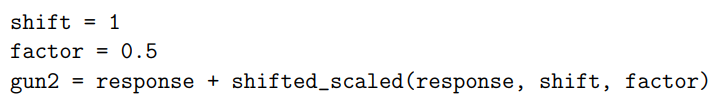 shift = 1
factor = 0.5
gun2 = response + shifted_scaled(response, shift, factor)